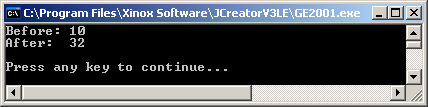 C:\Program Files\Xinox Software\JCreatorV3LE\GE2001.exe
Before: 10
After:  32
Press any key to continue...